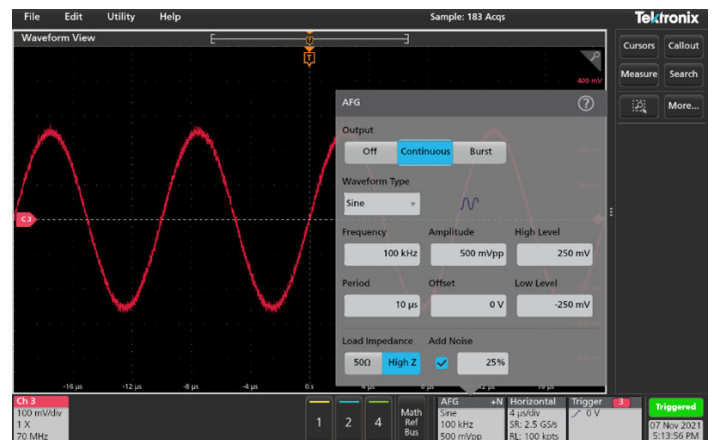 File Edit Utility Help Sample: 183 Acqs Tektronix
Waveform View
T
T
Cursors Callout
Measure Search
More...
400 mV
AFG ?
Output
Off Continuous Burst
Waveform Type
Sine
C 3
Frequency Amplitude High Level
100 kHz 500 mVpp 250 mV
Period Offset Low Level
10 µs 0 V -250 mV
Load Impedance Add Noise
50Ω High Z 25%
-16 µs -12 µs -8 µs -4 µs 0 s
Ch 3
100 mV/div
1 X
70 MHz
1 2 4
Math
Ref
Bus
AFG +N
Sine
100 kHz
500 mVpp
Horizontal
4 µs/div
SR: 2.5 GS/s
RL: 100 kpts
Trigger 3
0 V
Triggered
07 Nov 2021
5:13:56 PM